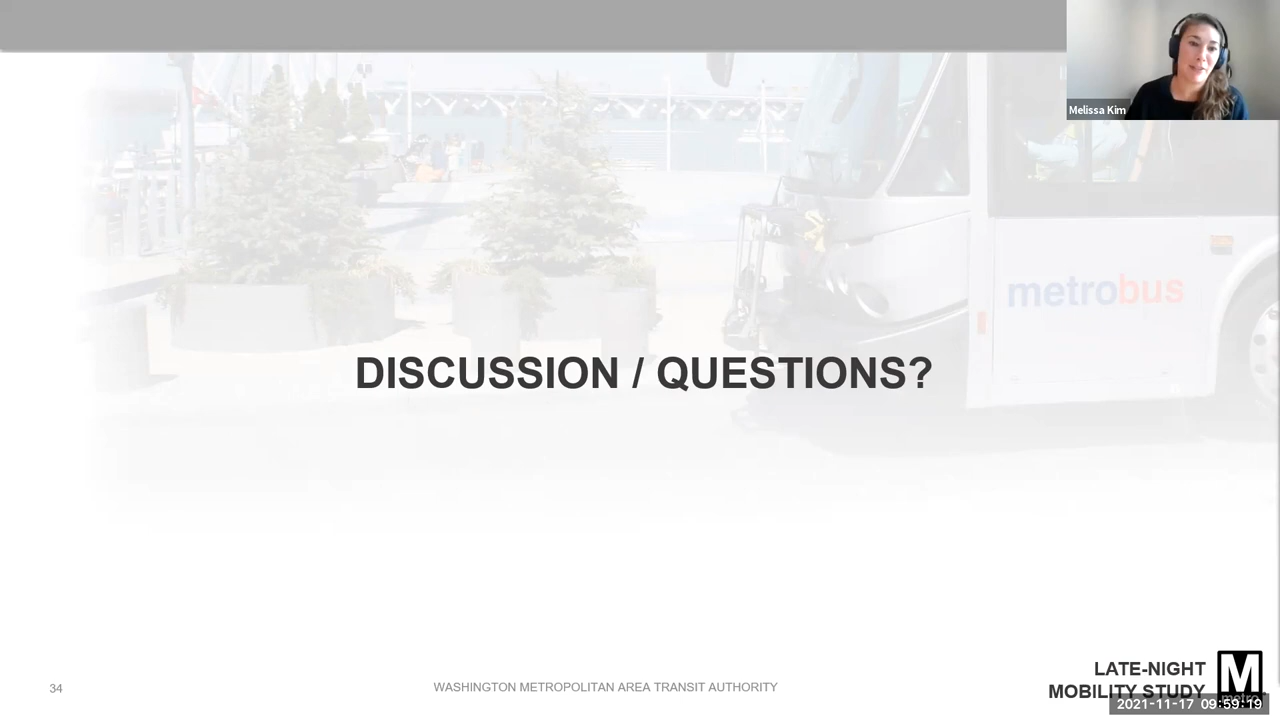 Melissa Kim
metrobus
DISCUSSION / QUESTIONS?
34
WASHINGTON METROPOLITAN AREA TRANSIT AUTHORITY
LATE-NIGHT
MOBILITY STUDY
M
metro
2021-11-17 09:59:19